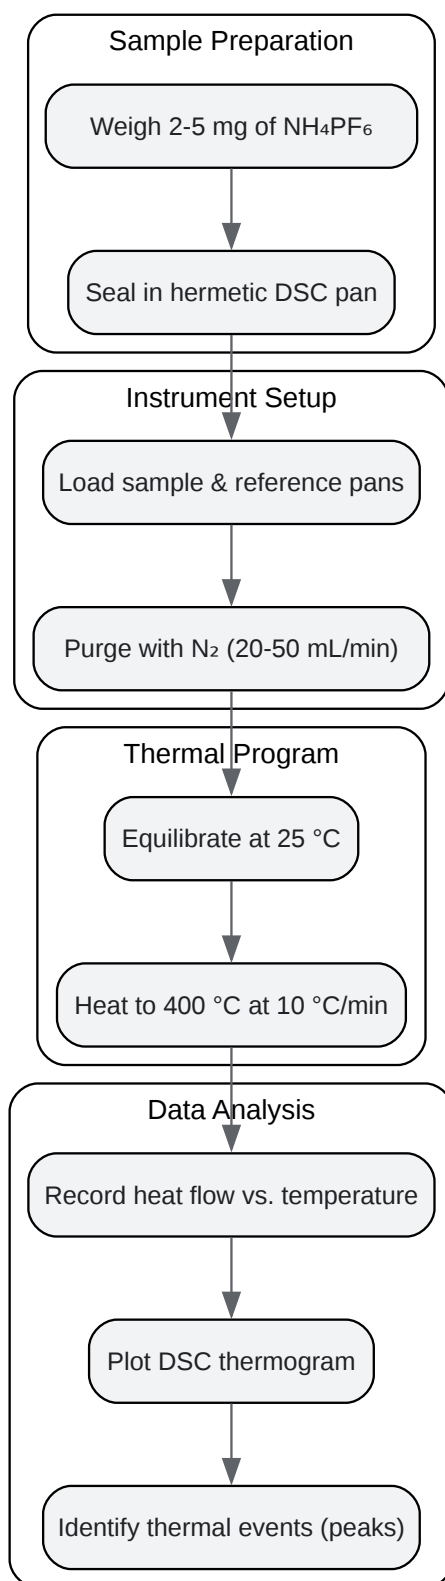 Sample Preparation
Weigh 2-5 mg of NH₄PF₆
Seal in hermetic DSC pan
Instrument Setup
Load sample & reference pans
Purge with N₂ (20-50 mL/min)
Thermal Program
Equilibrate at 25 °C
Heat to 400 °C at 10 °C/min
Data Analysis
Record heat flow vs. temperature
Plot DSC thermogram
Identify thermal events (peaks)